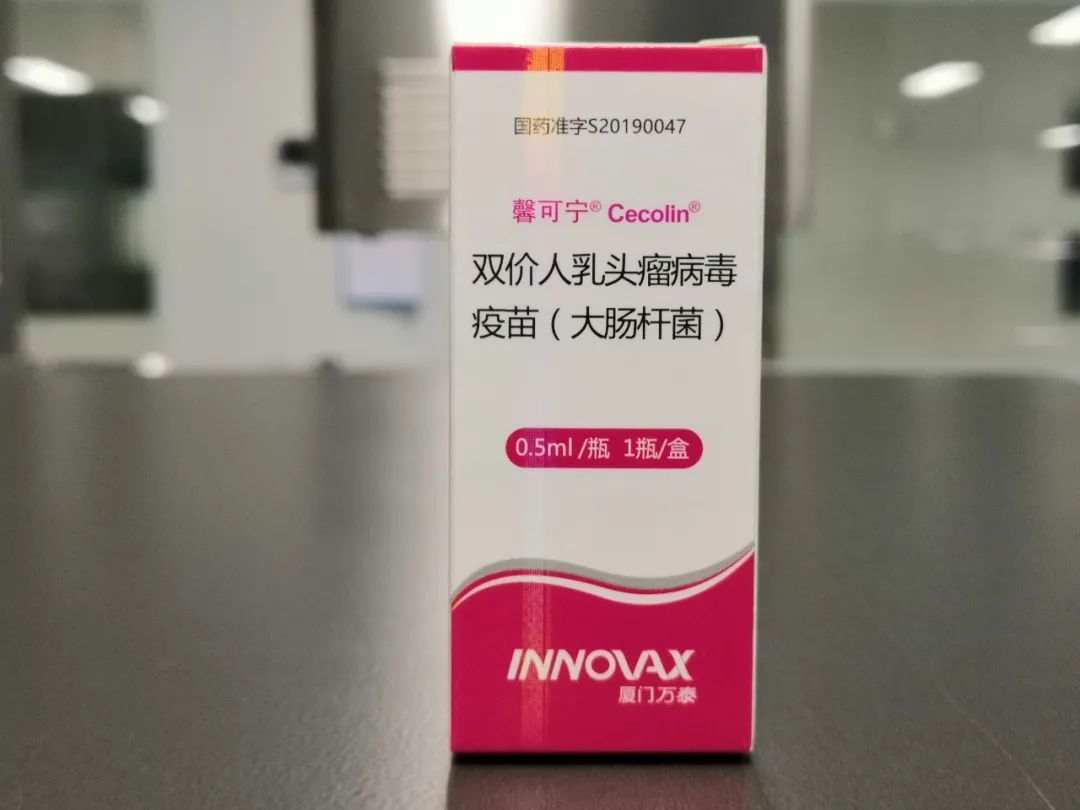 国药准字S20190047
馨可宁® Cecolin®
双价人乳头瘤病毒
疫苗（大肠杆菌）
0.5ml /瓶 1瓶/盒
INNOVAX
厦门万泰